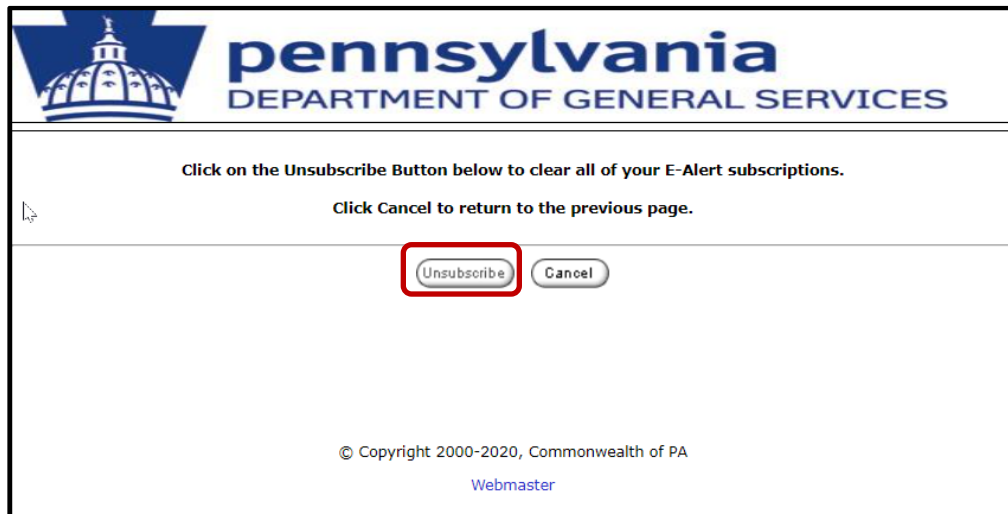 pennsylvania
DEPARTMENT OF GENERAL SERVICES
Click on the Unsubscribe Button below to clear all of your E-Alert subscriptions.
Click Cancel to return to the previous page.
Unsubscribe Cancel
© Copyright 2000-2020, Commonwealth of PA
Webmaster